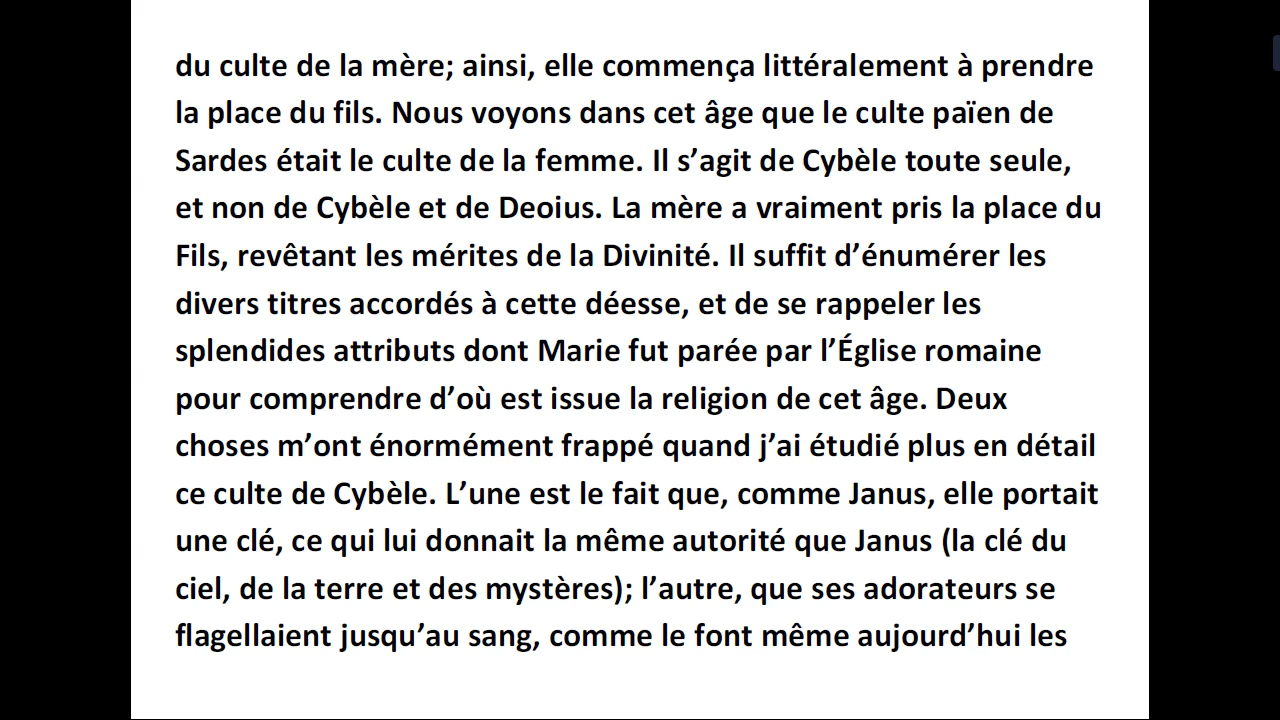 du culte de la mère; ainsi, elle commença littéralement à prendre
la place du fils. Nous voyons dans cet âge que le culte païen de
Sardes était le culte de la femme. Il s’agit de Cybèle toute seule,
et non de Cybèle et de Deoius. La mère a vraiment pris la place du
Fils, revêtant les mérites de la Divinité. Il suffit d’énumérer les
divers titres accordés à cette déesse, et de se rappeler les
splendides attributs dont Marie fut parée par l’Église romaine
pour comprendre d’où est issue la religion de cet âge. Deux
choses m’ont énormément frappé quand j’ai étudié plus en détail
ce culte de Cybèle. L’une est le fait que, comme Janus, elle portait
une clé, ce qui lui donnait la même autorité que Janus (la clé du
ciel, de la terre et des mystères); l’autre, que ses adorateurs se
flagellaient jusqu’au sang, comme le font même aujourd’hui les